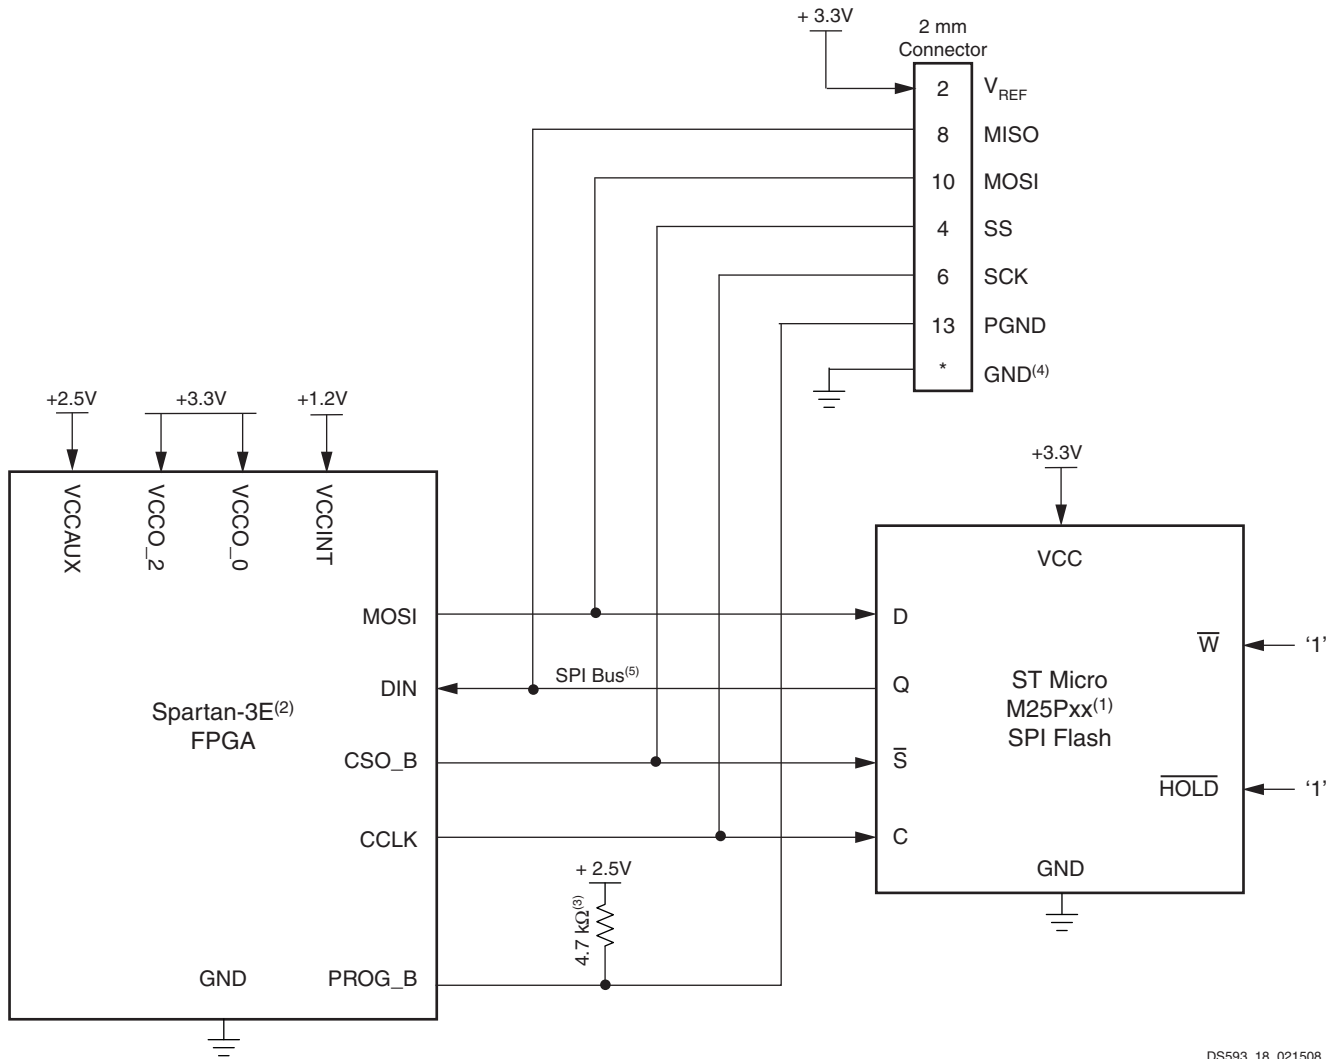 + 3.3V
2 mm
Connector
2 VREF
8 MISO
10 MOSI
4 SS
6 SCK
13 PGND
* GND(4)
+2.5V
+3.3V
+1.2V
VCCAUX
VCCO_2
VCCO_0
VCCINT
MOSI
DIN
CSO_B
CCLK
PROG_B
GND
Spartan-3E(2)
FPGA
SPI Bus(5)
+ 2.5V
4.7 kΩ(3)
+3.3V
VCC
D
Q
S
C
W
HOLD
‘1’
‘1’
ST Micro
M25Pxx(1)
SPI Flash
GND
DS593_18_021508